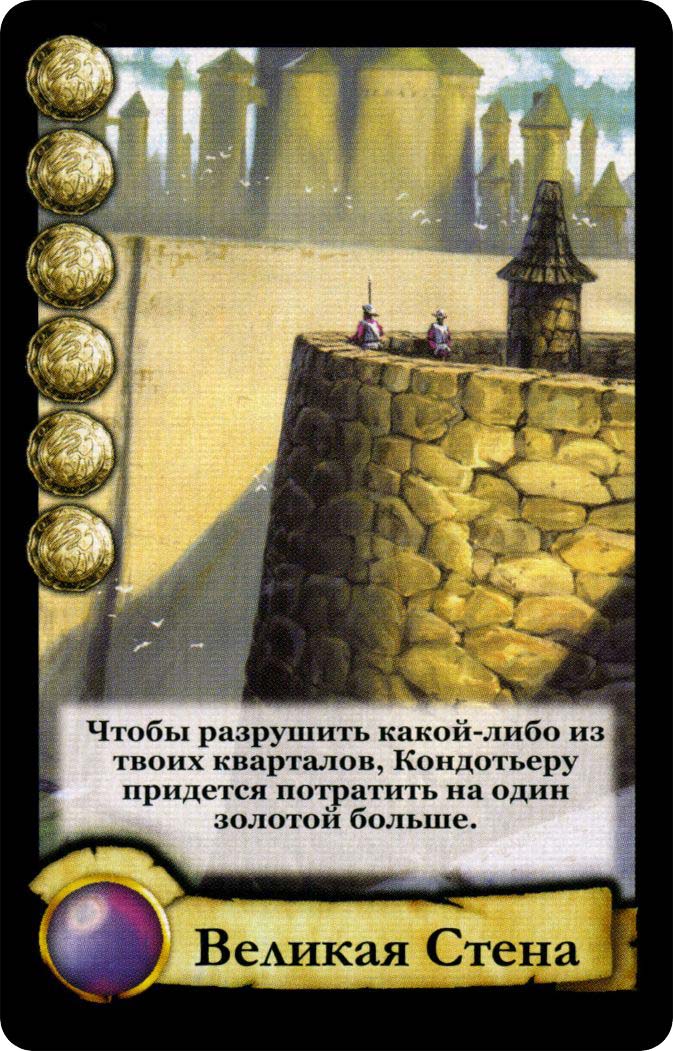 Чтобы разрушить какой-либо из
твоих кварталов, Кондотьеру
придется потратить на один
золотой больше.
Великая Стена